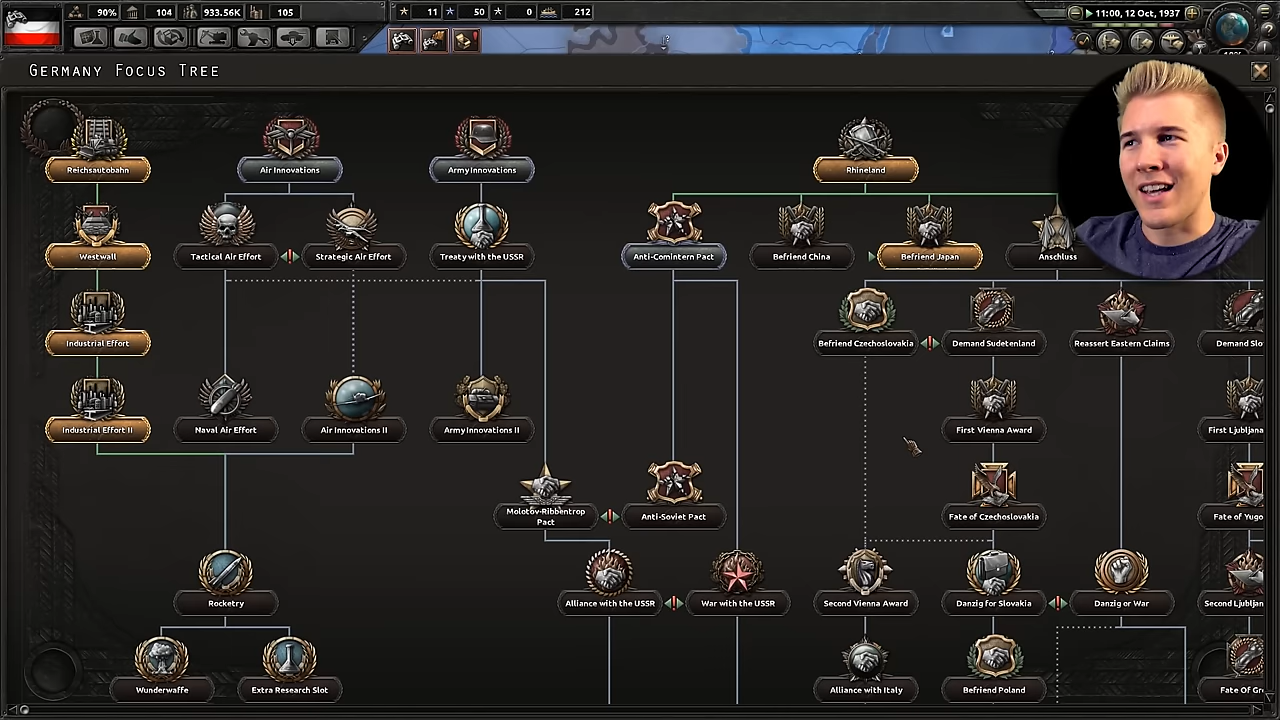 90% 104 933.56K 105 11 50 0 212 11:00, 12 Oct, 1937
Germany Focus Tree
Reichsautobahn
Air Innovations
Army Innovations
Rhineland
Westwall
Tactical Air Effort
Strategic Air Effort
Treaty with the USSR
Anti-Comintern Pact
Befriend China
Befriend Japan
Anschluss
Industrial Effort
Befriend Czechoslovakia
Demand Sudetenland
Reassert Eastern Claims
Demand Slo
Industrial Effort II
Naval Air Effort
Air Innovations II
Army Innovations II
First Vienna Award
First Ljubljana
Molotov-Ribbentrop
Pact
Anti-Soviet Pact
Fate of Czechoslovakia
Fate of Yugo
Rocketry
Alliance with the USSR
War with the USSR
Second Vienna Award
Danzig for Slovakia
Danzig or War
Second Ljubljan
Wunderwaffe
Extra Research Slot
Alliance with Italy
Befriend Poland
Fate Of Gr